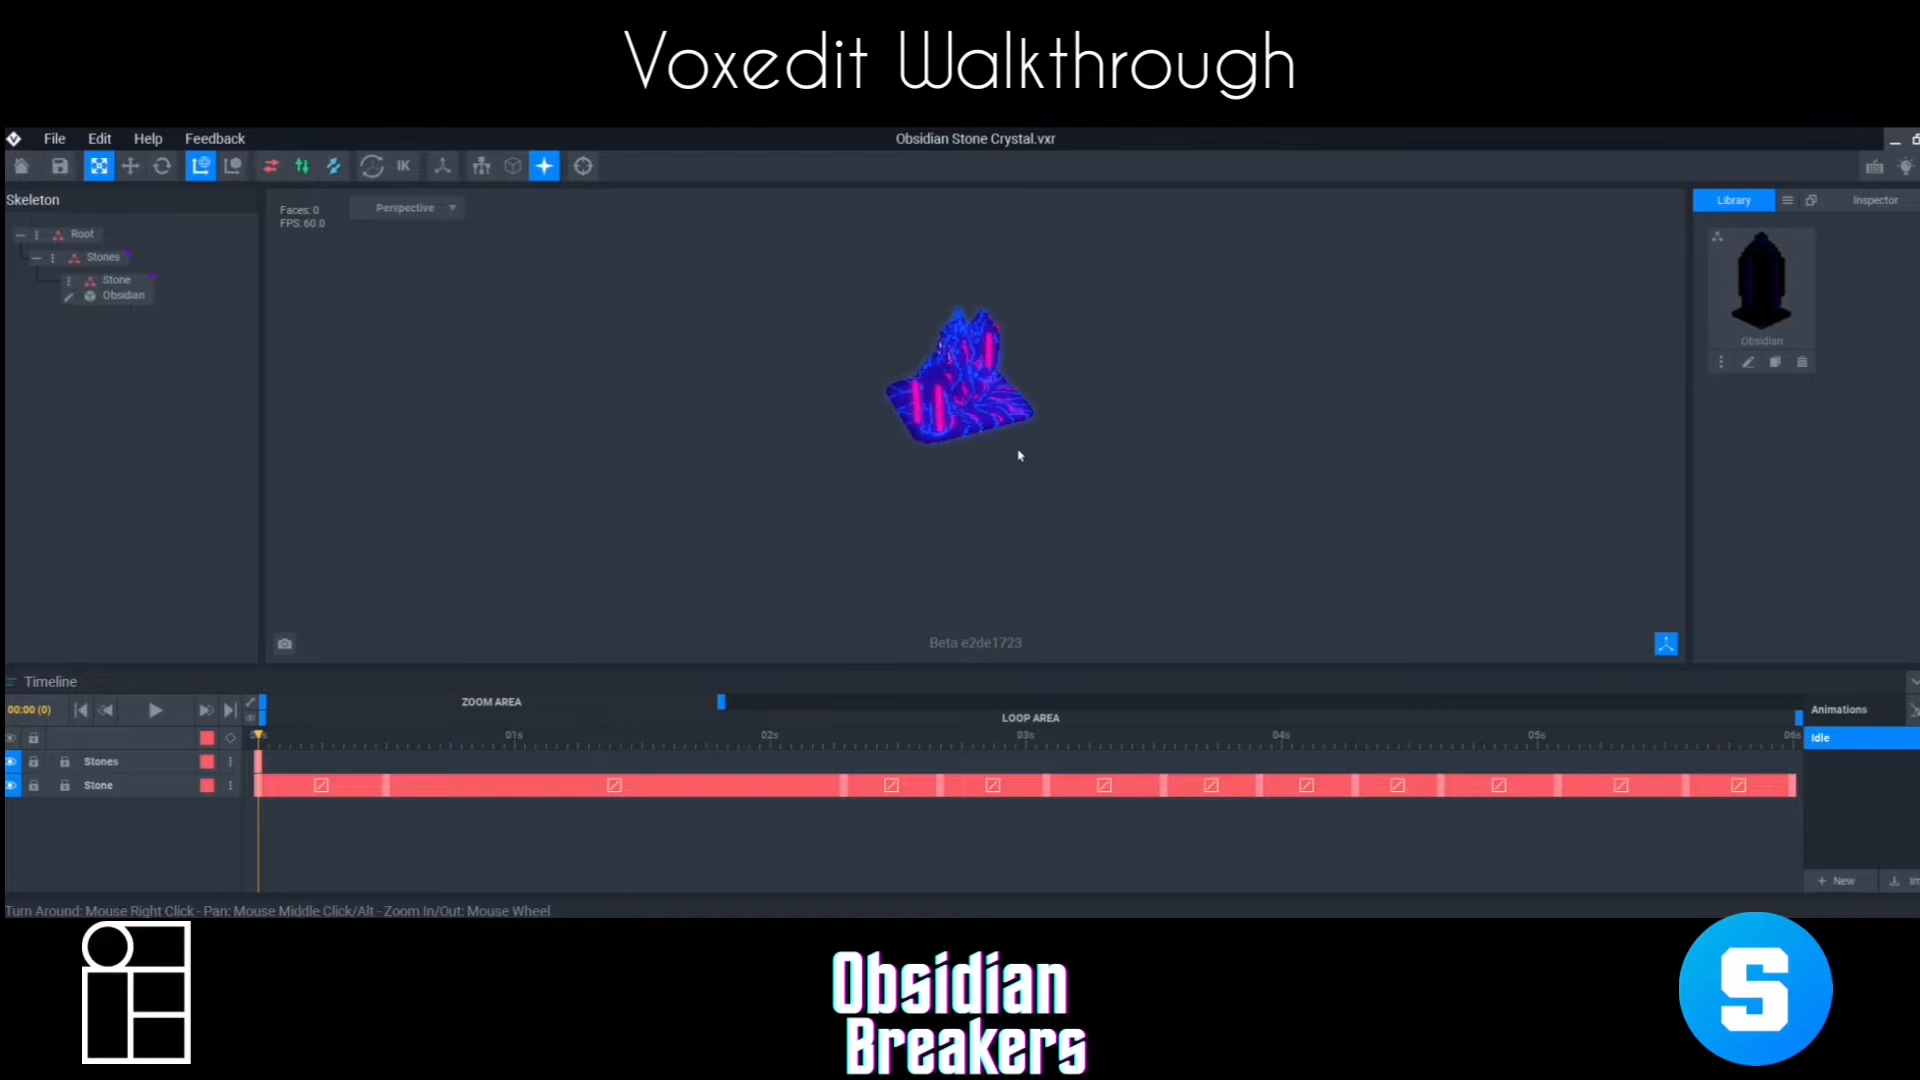 Voxedit Walkthrough
File Edit Help Feedback
Obsidian Stone Crystal.vxr
IK
Skeleton
Root
Stones
Stone
Obsidian
Faces: 0
FPS: 60.0
Perspective
Library
Inspector
Obsidian
Beta e2de1723
Timeline
00:00 (0)
ZOOM AREA
LOOP AREA
01s 02s 03s 04s 05s 06s
Stones
Stone
Animations
Idle
+ New
Im
Turn Around: Mouse Right Click - Pan: Mouse Middle Click/Alt - Zoom In/Out: Mouse Wheel
Obsidian
Breakers
S